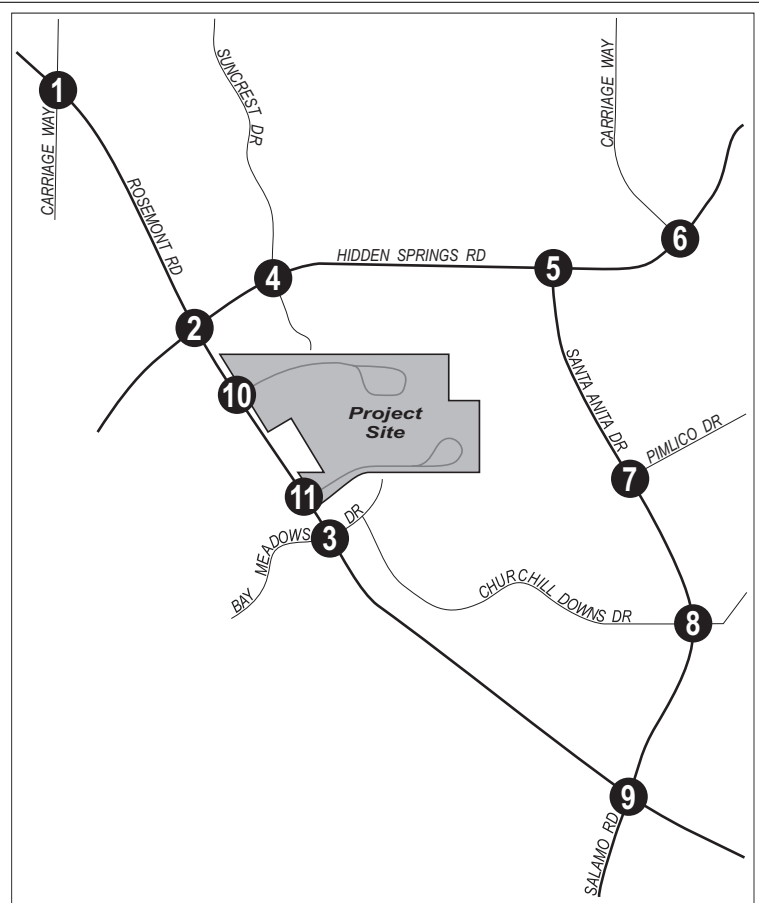 1
CARRIAGE WAY
SUNCREST DR
CARRIAGE WAY
ROSEMONT RD
6
4
HIDDEN SPRINGS RD
5
2
SANTA ANITA DR
10
Project
Site
PIMLICO DR
7
11
3
BAY MEADOWS DR
CHURCHILL DOWNS DR
8
9
SALAMO RD